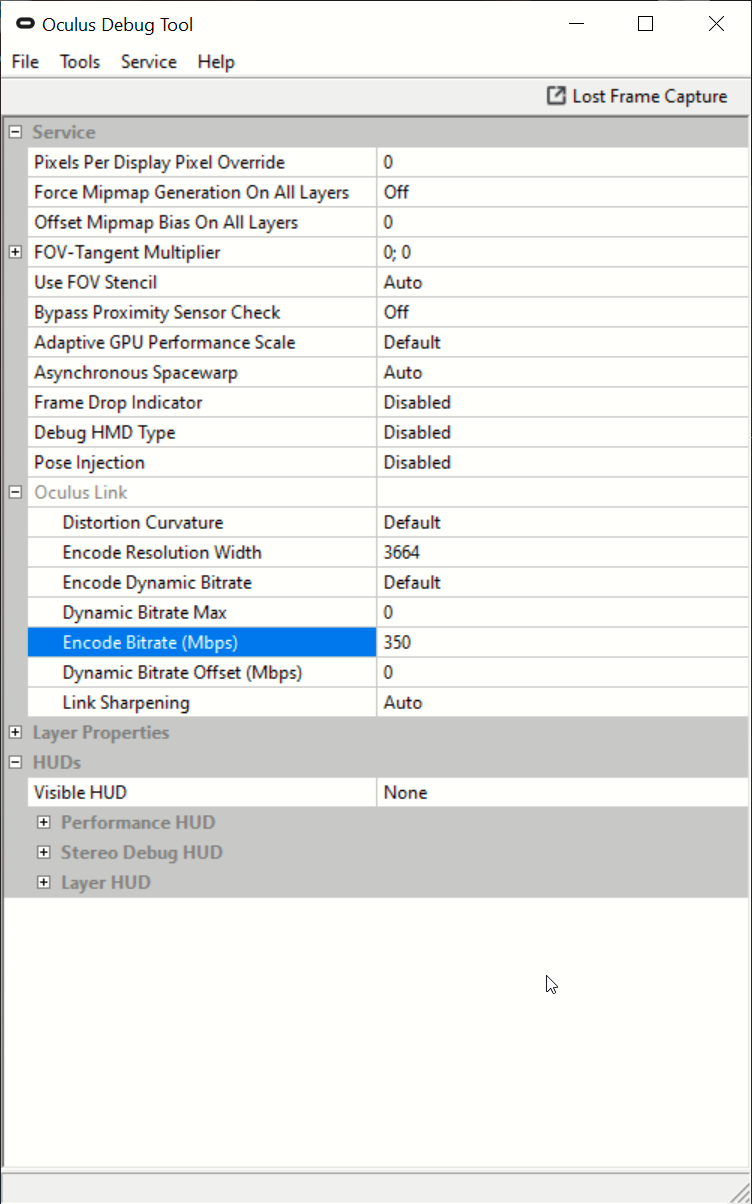 Oculus Debug Tool
File Tools Service Help
Lost Frame Capture
Service
Pixels Per Display Pixel Override 0
Force Mipmap Generation On All Layers Off
Offset Mipmap Bias On All Layers 0
FOV-Tangent Multiplier 0; 0
Use FOV Stencil Auto
Bypass Proximity Sensor Check Off
Adaptive GPU Performance Scale Default
Asynchronous Spacewarp Auto
Frame Drop Indicator Disabled
Debug HMD Type Disabled
Pose Injection Disabled
Oculus Link
Distortion Curvature Default
Encode Resolution Width 3664
Encode Dynamic Bitrate Default
Dynamic Bitrate Max 0
Encode Bitrate (Mbps) 350
Dynamic Bitrate Offset (Mbps) 0
Link Sharpening Auto
Layer Properties
HUDs
Visible HUD None
Performance HUD
Stereo Debug HUD
Layer HUD